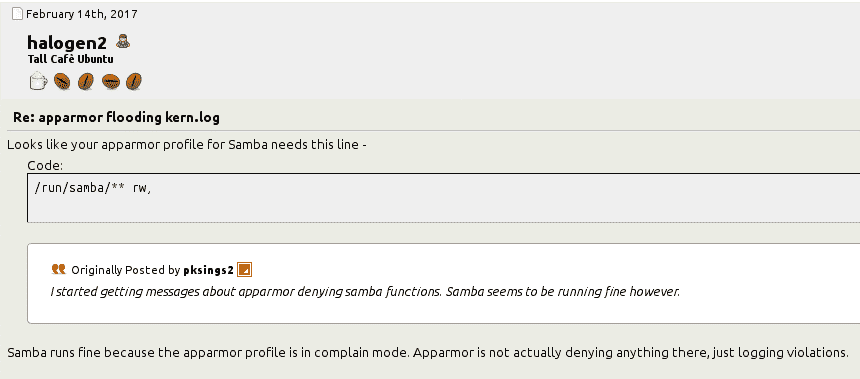 February 14th, 2017
halogen2
Tall Cafè Ubuntu
Re: apparmor flooding kern.log
Looks like your apparmor profile for Samba needs this line -
Code:
/run/samba/** rw,
Originally Posted by pksings2
I started getting messages about apparmor denying samba functions. Samba seems to be running fine however.
Samba runs fine because the apparmor profile is in complain mode. Apparmor is not actually denying anything there, just logging violations.